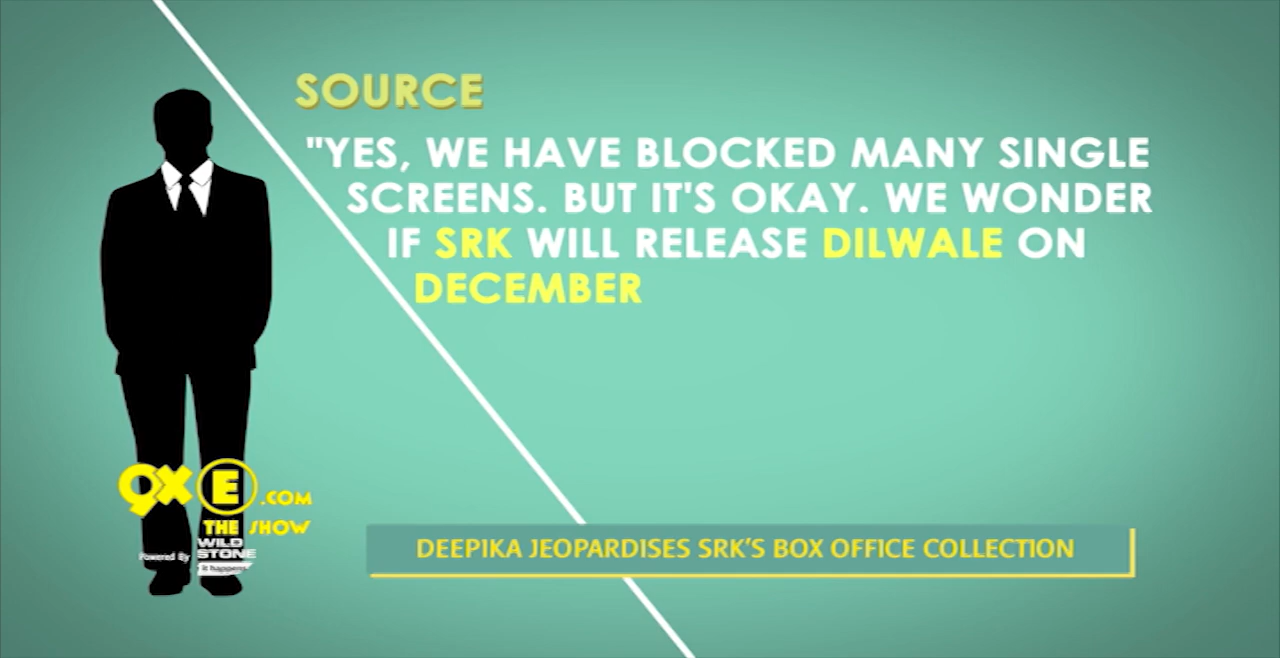 SOURCE
"YES, WE HAVE BLOCKED MANY SINGLE
SCREENS. BUT IT'S OKAY. WE WONDER
IF SRK WILL RELEASE DILWALE ON
DECEMBER
9X E .COM
THE SHOW
Powered By WILD STONE
it happens
DEEPIKA JEOPARDISES SRK'S BOX OFFICE COLLECTION